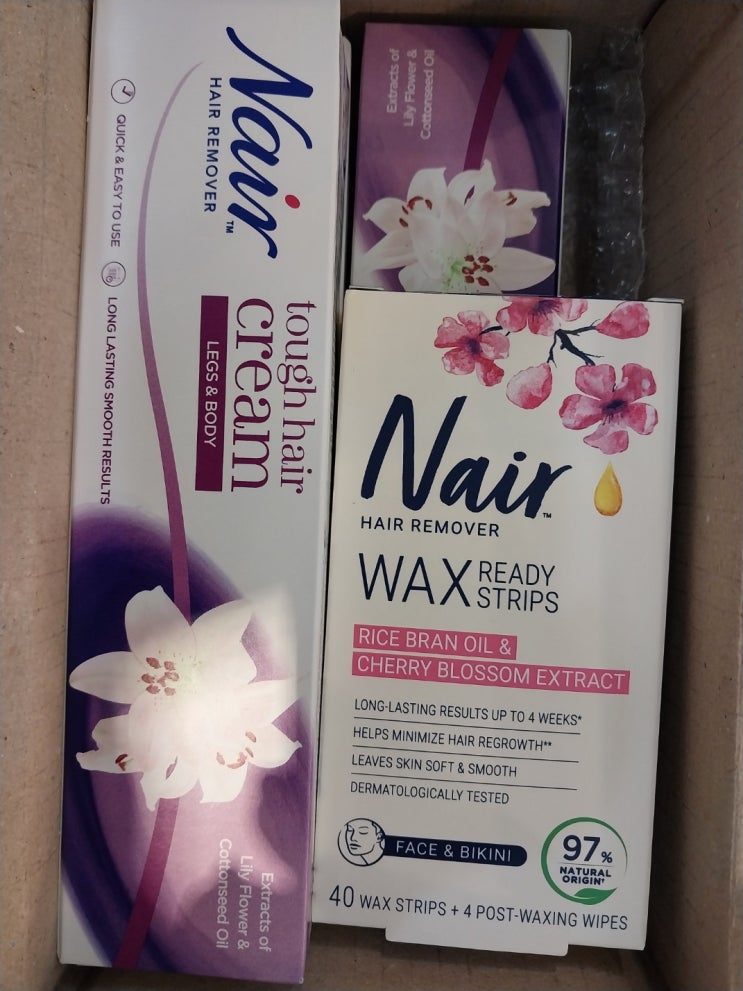 Nair™
HAIR REMOVER
tough hair
cream
LEGS & BODY
QUICK & EASY TO USE
LONG LASTING SMOOTH RESULTS
Extracts of
Lily Flower &
Cottonseed Oil
Extracts of
Lily Flower &
Cottonseed Oil
Nair™
HAIR REMOVER
WAX READY
STRIPS
RICE BRAN OIL &
CHERRY BLOSSOM EXTRACT
LONG-LASTING RESULTS UP TO 4 WEEKS*
HELPS MINIMIZE HAIR REGROWTH**
LEAVES SKIN SOFT & SMOOTH
DERMATOLOGICALLY TESTED
FACE & BIKINI
97%
NATURAL
ORIGIN†
40 WAX STRIPS + 4 POST-WAXING WIPES